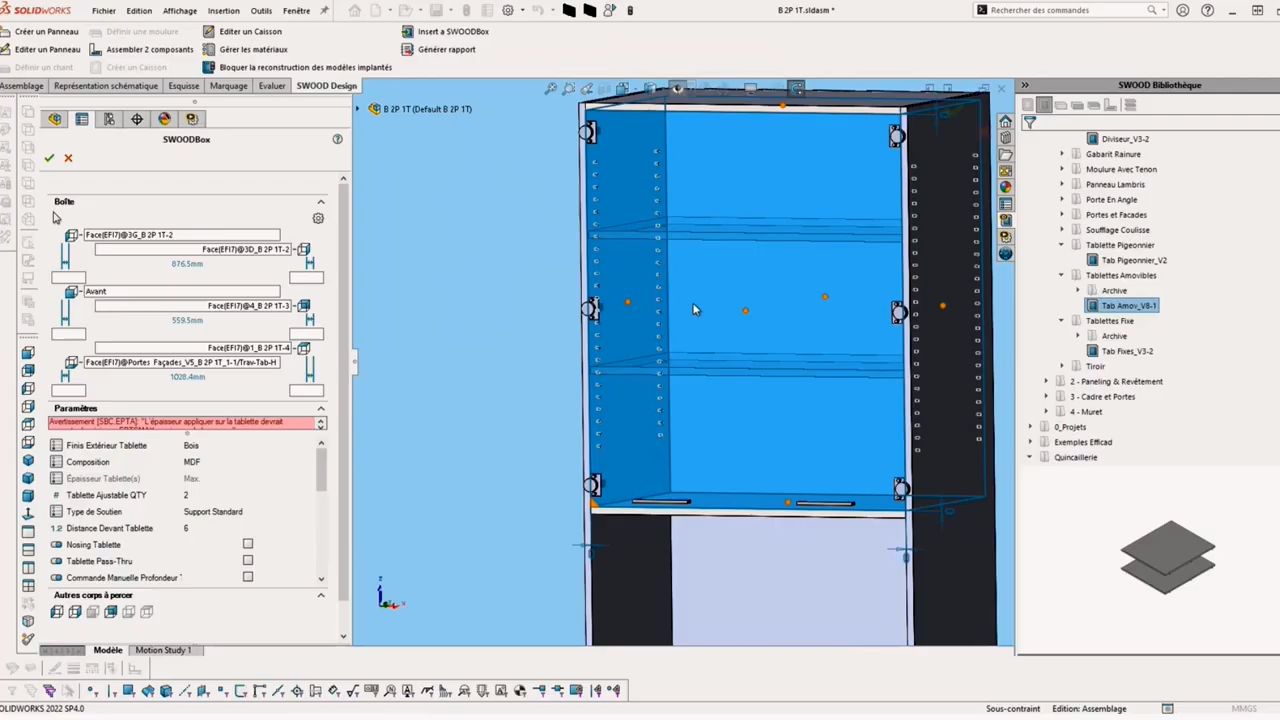 SOLIDWORKS
Fichier Edition Affichage Insertion Outils Fenêtre
B 2P 1T.sldasm *
Rechercher des commandes
Créer un Panneau
Définir une moulure
Editer un Caisson
Insert a SWOODBox
Editer un Panneau
Assembler 2 composants
Gérer les matériaux
Générer rapport
Définir un chant
Créer un Caisson
Bloquer la reconstruction des modèles implantés
Assemblage Représentation schématique Esquisse Marquage Evaluer SWOOD Design
SWOOD Bibliothèque
B 2P 1T (Default B 2P 1T)
SWOODBox
Boîte
Face(EFI7)@3G_B 2P 1T-2
Face(EFI7)@3D_B 2P 1T-2
876.5mm
Avant
Face(EFI7)@4_B 2P 1T-3
559.5mm
Face(EFI7)@1_B 2P 1T-4
Face(EFI7)@Portes_Façades_V5_B 2P 1T_1-1/Trav-Tab-H
1028.4mm
Paramètres
Avertissement [SBC EPTA]: "L'épaisseur appliquer sur la tablette devrait
Finis Extérieur Tablette Bois
Composition MDF
Épaisseur Tablette(s) Max.
Tablette Ajustable QTY 2
Type de Soutien Support Standard
1.2 Distance Devant Tablette 6
Nosing Tablette
Tablette Pass-Thru
Commande Manuelle Profondeur
Autres corps à percer
Diviseur_V3-2
Gabarit Rainure
Moulure Avec Tenon
Panneau Lambris
Porte En Angle
Portes et Facades
Soufflage Coulisse
Tablette Pigeonnier
Tab Pigeonnier_V2
Tablettes Amovibles
Archive
Tab Amov_V8-1
Tablettes Fixe
Archive
Tab Fixes_V3-2
Tiroir
2 - Paneling & Revêtement
3 - Cadre et Portes
4 - Muret
0_Projets
Exemples Efficad
Quincaillerie
Modèle Motion Study 1
SOLIDWORKS 2022 SP4.0
Sous-contraint Edition: Assemblage MMGS